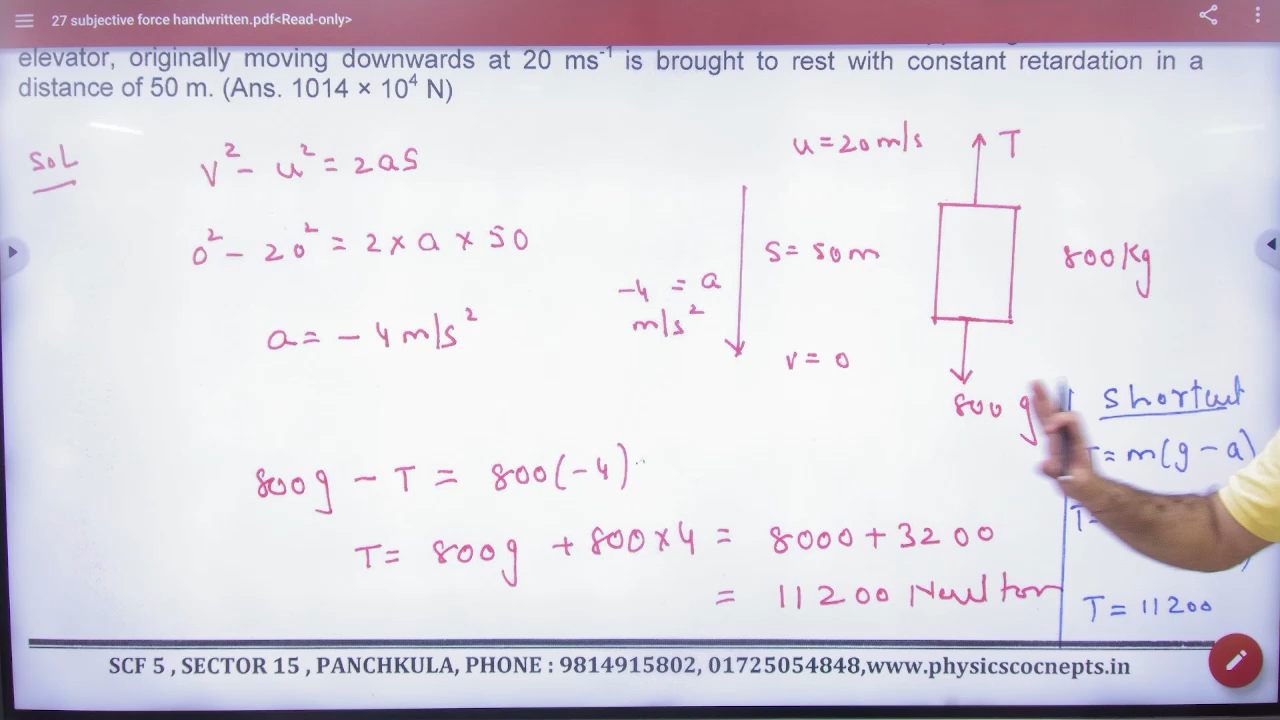 27 subjective force handwritten.pdf<Read-only>
elevator, originally moving downwards at 20 ms⁻¹ is brought to rest with constant retardation in a
distance of 50 m. (Ans. 1014 × 10⁴ N)
SOL
v² - u² = 2as
0² - 20² = 2 × a × 50
a = - 4 m/s²
u = 20 m/s
T
S = 50m
800 Kg
-4 = a
m/s²
v = 0
800 g
800g - T = 800(-4)
T = 800g + 800×4 = 8000 + 3200
= 11200 Newton
Shortcut
= m(g - a)
T=
T = 11200
SCF 5 , SECTOR 15 , PANCHKULA, PHONE : 9814915802, 01725054848,www.physicscocnepts.in